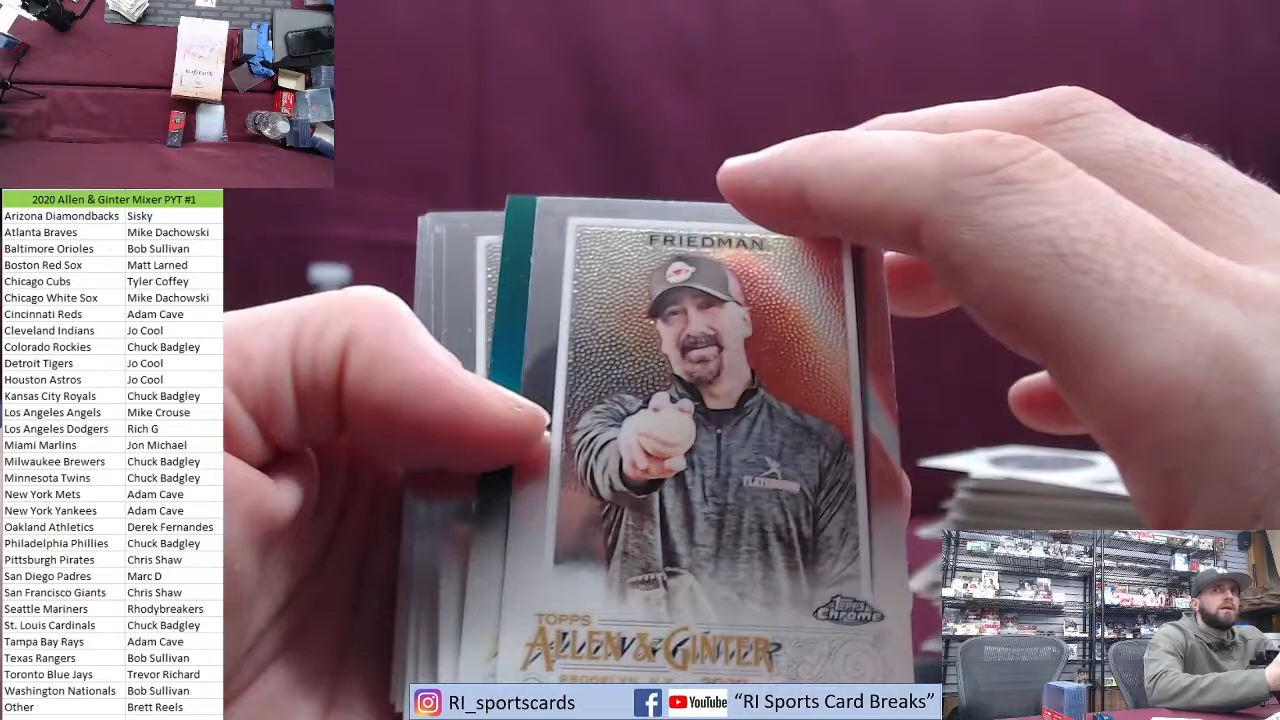 2020 Allen & Ginter Mixer PYT #1
Arizona Diamondbacks Sisky
Atlanta Braves Mike Dachowski
Baltimore Orioles Bob Sullivan
Boston Red Sox Matt Larned
Chicago Cubs Tyler Coffey
Chicago White Sox Mike Dachowski
Cincinnati Reds Adam Cave
Cleveland Indians Jo Cool
Colorado Rockies Chuck Badgley
Detroit Tigers Jo Cool
Houston Astros Jo Cool
Kansas City Royals Chuck Badgley
Los Angeles Angels Mike Crouse
Los Angeles Dodgers Rich G
Miami Marlins Jon Michael
Milwaukee Brewers Chuck Badgley
Minnesota Twins Chuck Badgley
New York Mets Adam Cave
New York Yankees Adam Cave
Oakland Athletics Derek Fernandes
Philadelphia Phillies Chuck Badgley
Pittsburgh Pirates Chris Shaw
San Diego Padres Marc D
San Francisco Giants Chris Shaw
Seattle Mariners Rhodybreakers
St. Louis Cardinals Chuck Badgley
Tampa Bay Rays Adam Cave
Texas Rangers Bob Sullivan
Toronto Blue Jays Trevor Richard
Washington Nationals Bob Sullivan
Other Brett Reels
FRIEDMAN
PLATINUM
Topps Chrome
TOPPS
ALLEN & GINTER
RI_sportscards YouTube "RI Sports Card Breaks"